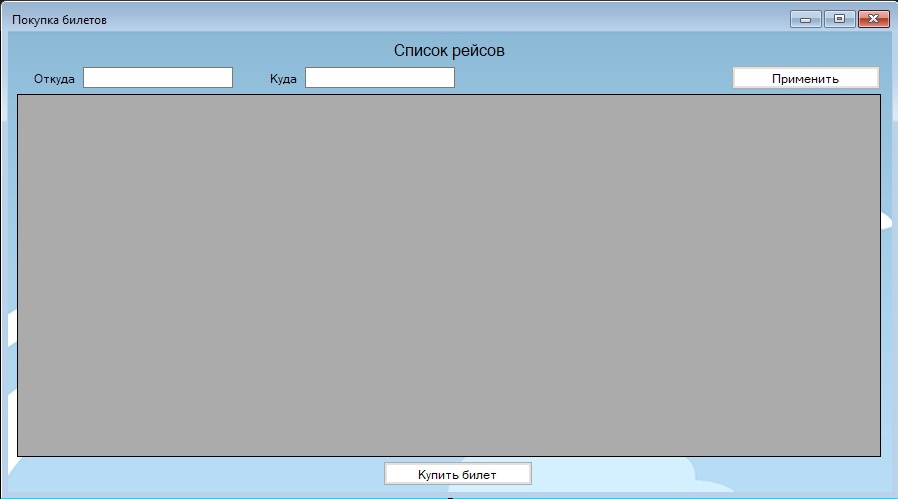 Покупка билетов
Список рейсов
Откуда Куда Применить
Купить билет